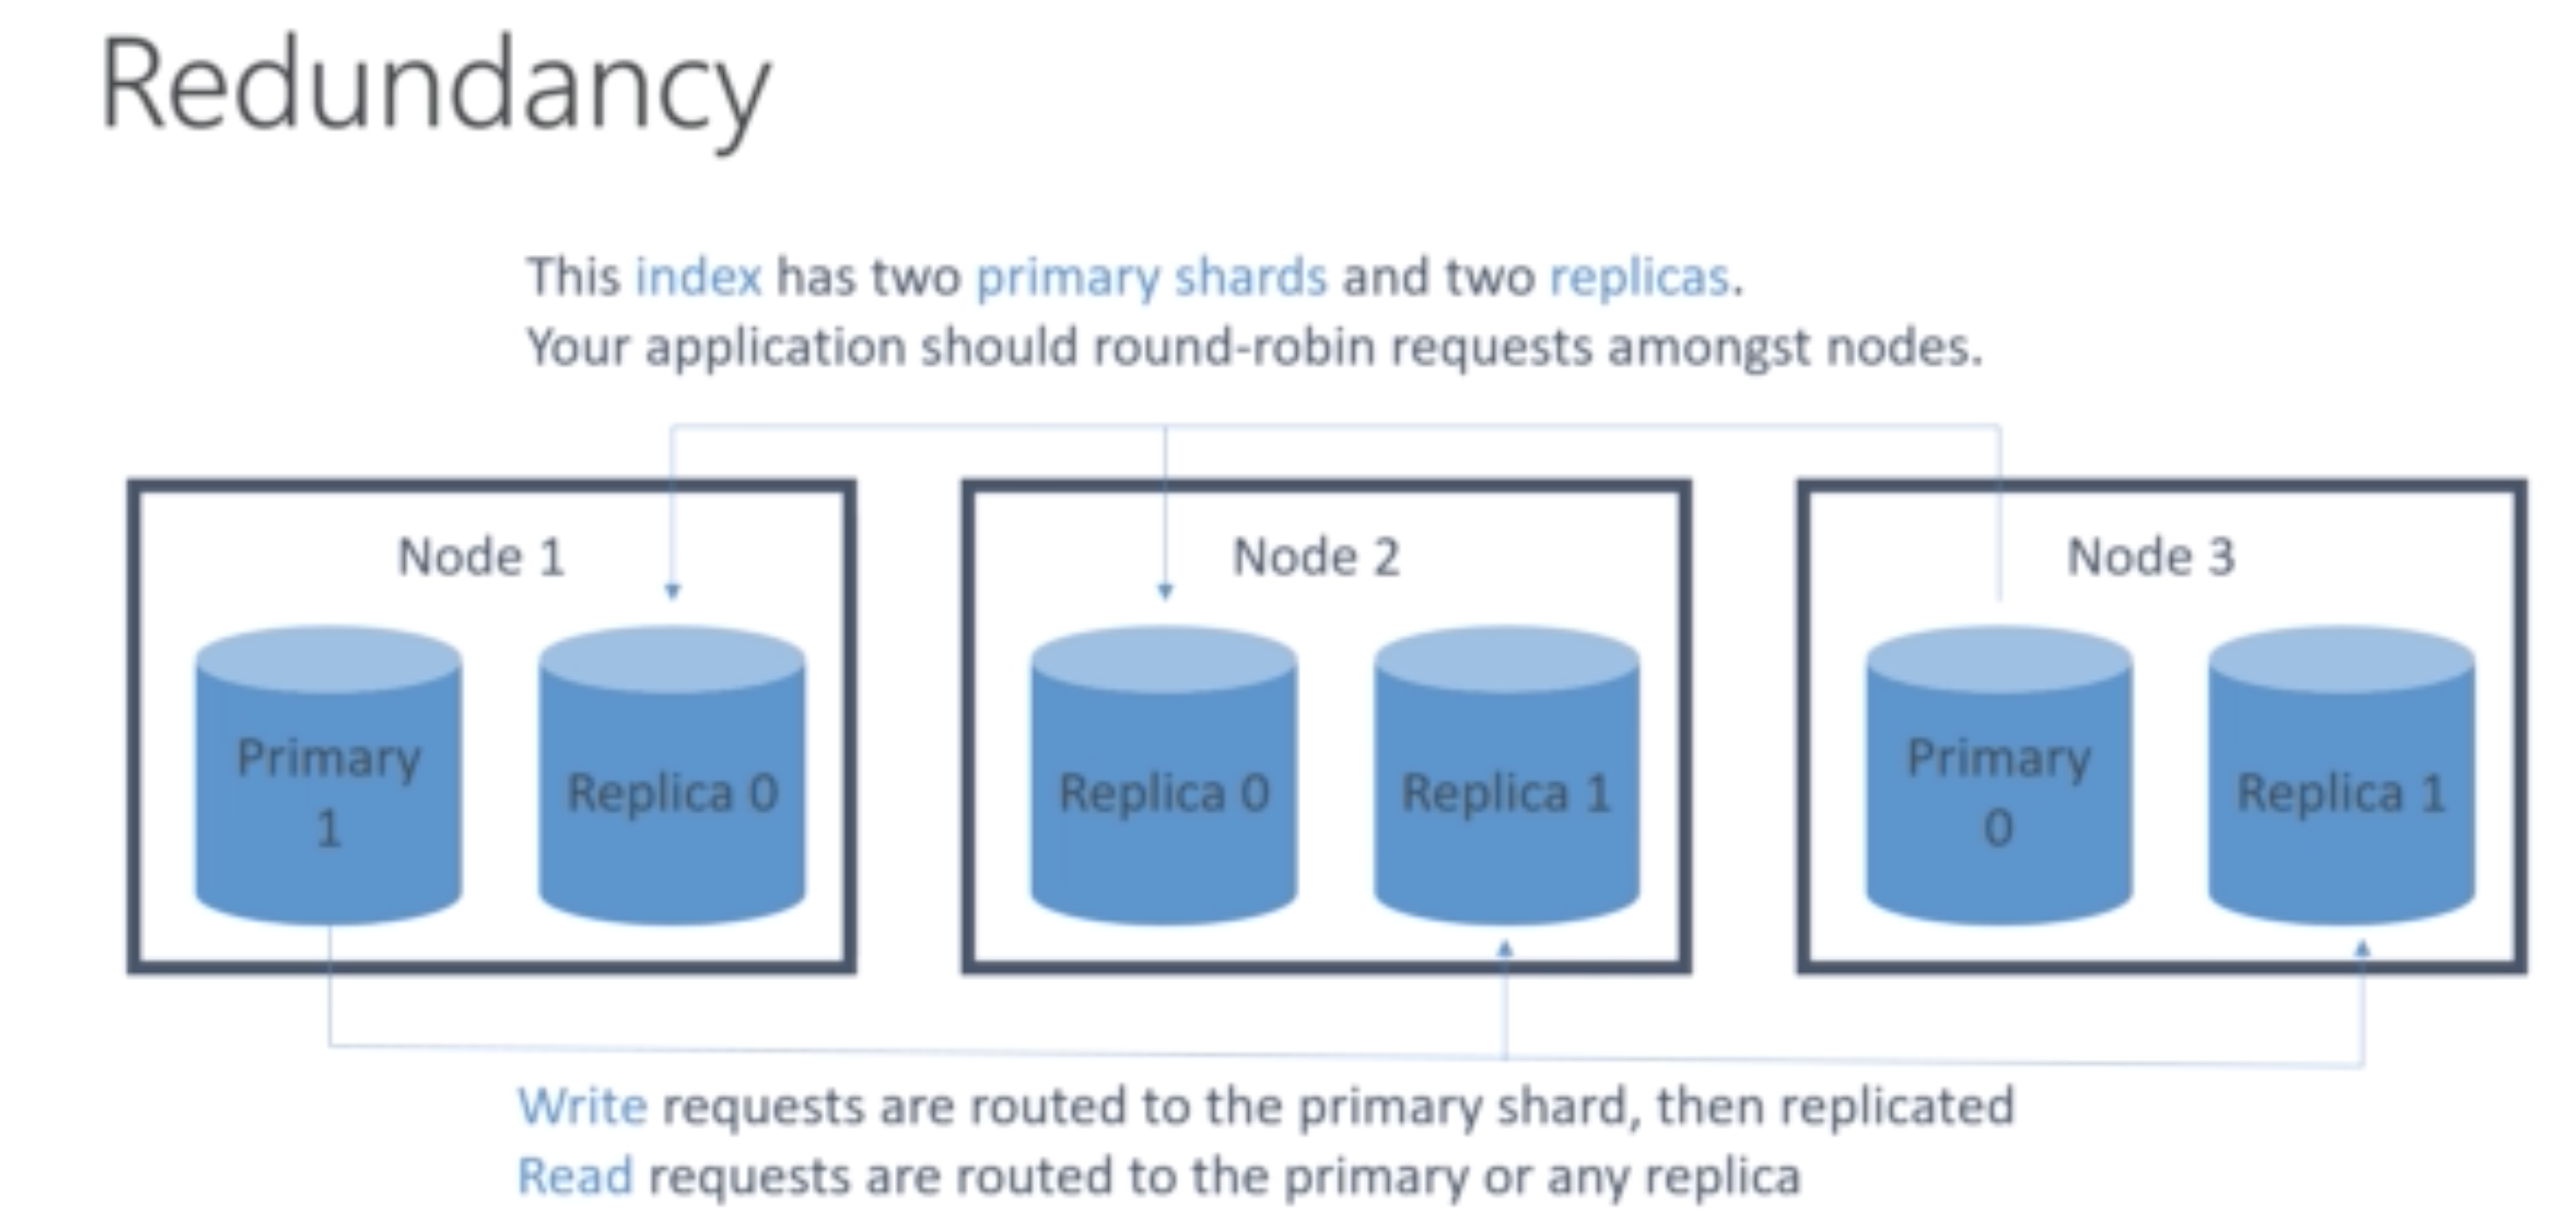 Redundancy
This index has two primary shards and two replicas.
Your application should round-robin requests amongst nodes.
Node 1
Primary
1
Replica 0
Node 2
Replica 0
Replica 1
Node 3
Primary
0
Replica 1
Write requests are routed to the primary shard, then replicated
Read requests are routed to the primary or any replica